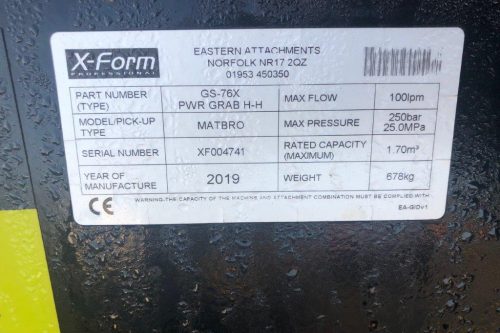 X-Form
PROFESSIONAL
EASTERN ATTACHMENTS
NORFOLK NR17 2QZ
01953 450350
PART NUMBER (TYPE) GS-76X PWR GRAB H-H MAX FLOW 100lpm
MODEL/PICK-UP TYPE MATBRO MAX PRESSURE 250bar 25.0MPa
SERIAL NUMBER XF004741 RATED CAPACITY (MAXIMUM) 1.70m³
YEAR OF MANUFACTURE 2019 WEIGHT 678kg
CE WARNING: THE CAPACITY OF THE MACHINE AND ATTACHMENT COMBINATION MUST BE COMPLIED WITH
EA-GIDv1